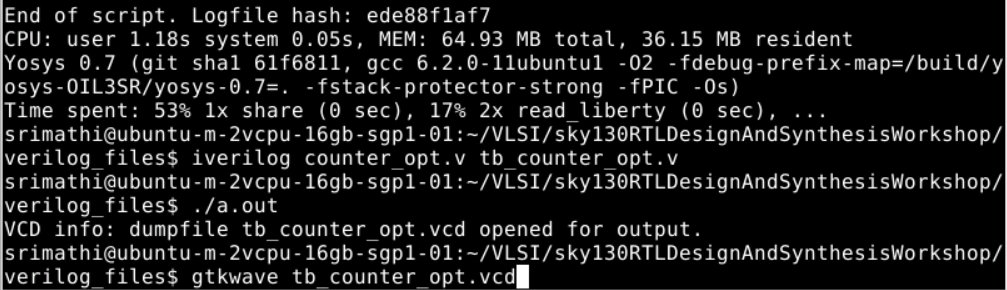 End of script. Logfile hash: ede88f1af7
CPU: user 1.18s system 0.05s, MEM: 64.93 MB total, 36.15 MB resident
Yosys 0.7 (git sha1 61f6811, gcc 6.2.0-11ubuntu1 -O2 -fdebug-prefix-map=/build/y
osys-OIL3SR/yosys-0.7=. -fstack-protector-strong -fPIC -Os)
Time spent: 53% 1x share (0 sec), 17% 2x read_liberty (0 sec), ...
srimathi@ubuntu-m-2vcpu-16gb-sgp1-01:~/VLSI/sky130RTLDesignAndSynthesisWorkshop/
verilog_files$ iverilog counter_opt.v tb_counter_opt.v
srimathi@ubuntu-m-2vcpu-16gb-sgp1-01:~/VLSI/sky130RTLDesignAndSynthesisWorkshop/
verilog_files$ ./a.out
VCD info: dumpfile tb_counter_opt.vcd opened for output.
srimathi@ubuntu-m-2vcpu-16gb-sgp1-01:~/VLSI/sky130RTLDesignAndSynthesisWorkshop/
verilog_files$ gtkwave tb_counter_opt.vcd